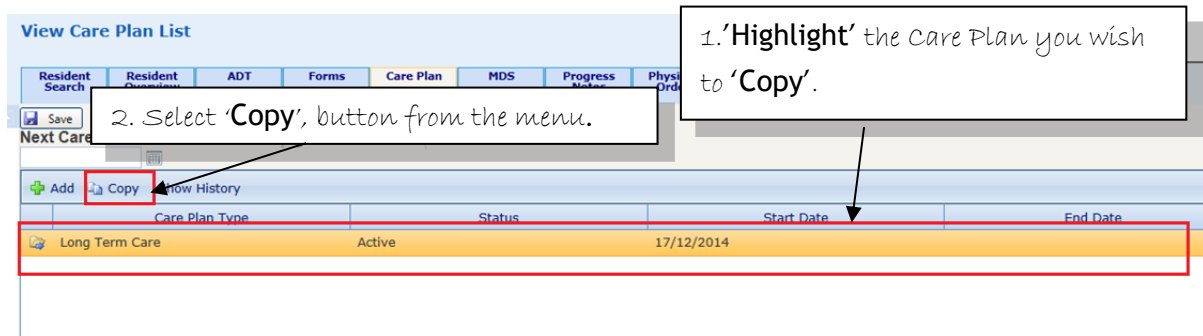 View Care Plan List
1.'Highlight' the Care Plan you wish
to 'Copy'.
Resident Search Resident Overview ADT Forms Care Plan MDS Progress Notes
2. Select 'Copy', button from the menu.
Save
Next Care
Add Copy Show History
Care Plan Type Status Start Date End Date
Long Term Care Active 17/12/2014